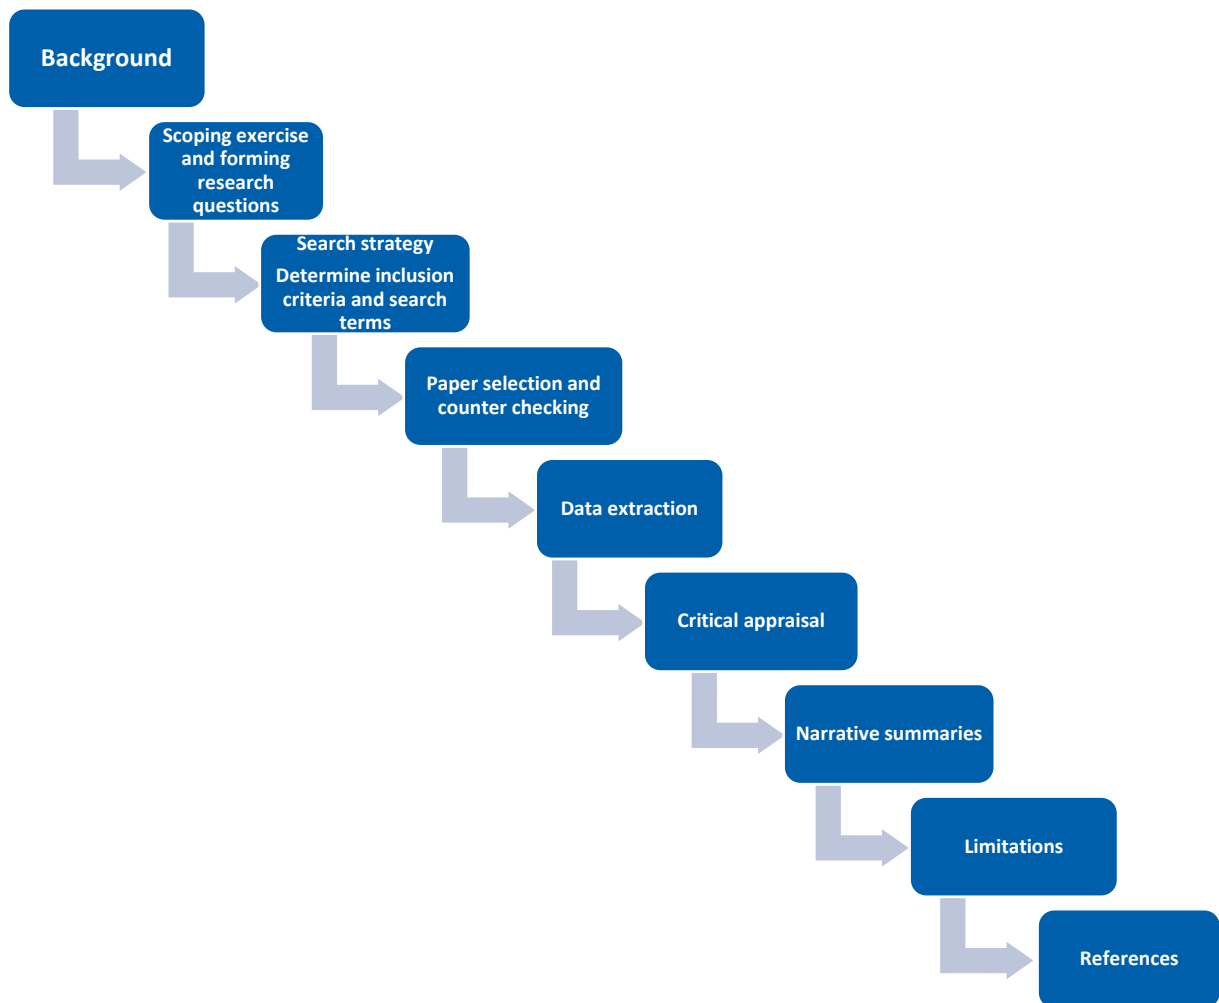 Background
Scoping exercise
and forming
research
questions
Search strategy
Determine inclusion
criteria and search
terms
Paper selection and
counter checking
Data extraction
Critical appraisal
Narrative summaries
Limitations
References